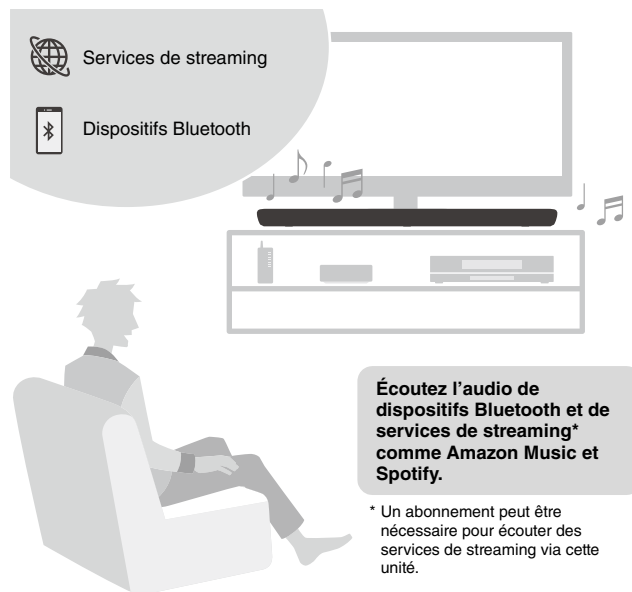 Services de streaming
Dispositifs Bluetooth
Écoutez l’audio de
dispositifs Bluetooth et de
services de streaming*
comme Amazon Music et
Spotify.
* Un abonnement peut être
nécessaire pour écouter des
services de streaming via cette
unité.